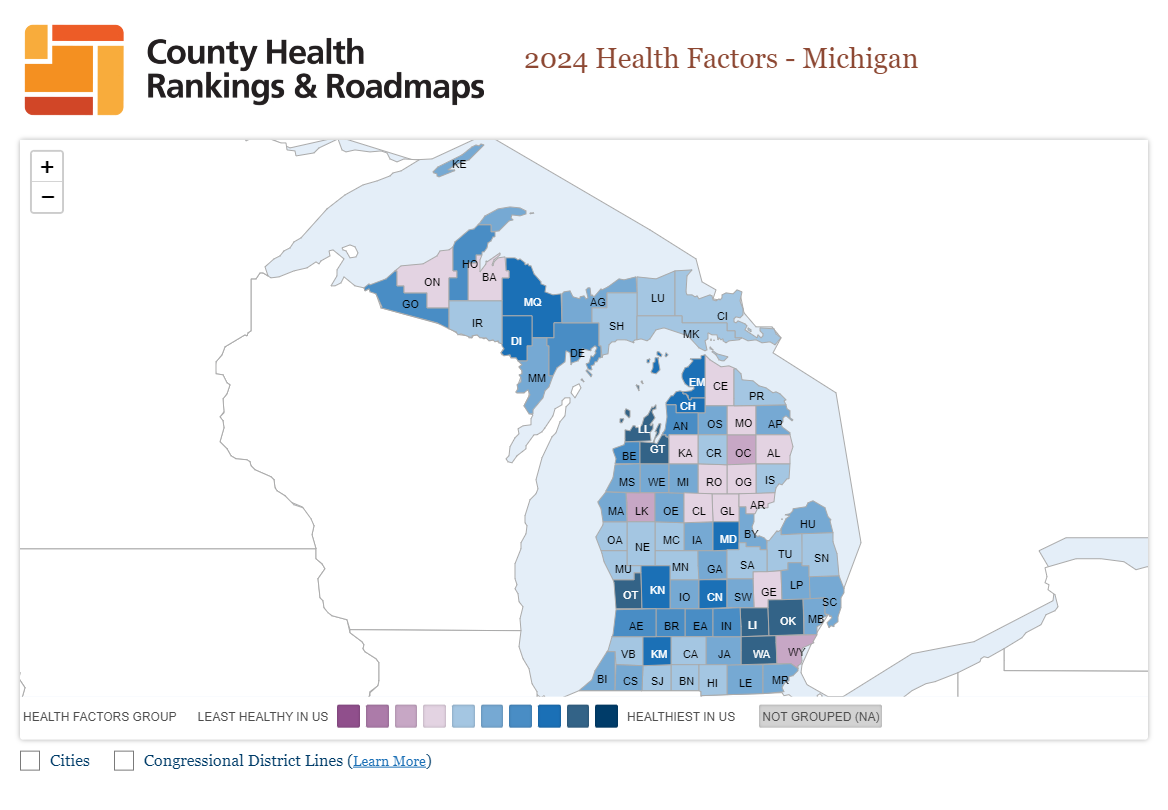 County Health
Rankings & Roadmaps
2024 Health Factors - Michigan
+
−
KE
HO
ON
BA
GO
MQ
AG
LU
IR
CI
SH
DI
MK
DE
MM
EM
CE
PR
CH
LL
AN
OS
MO
AP
BE
GT
KA
CR
OC
AL
MS
WE
MI
RO
OG
IS
MA
LK
OE
CL
GL
AR
HU
OA
NE
MC
IA
MD
BY
TU
SN
MU
MN
GA
SA
OT
KN
IO
CN
SW
GE
LP
SC
AE
BR
EA
IN
LI
OK
MB
VB
KM
CA
JA
WA
WY
BI
CS
SJ
BN
HI
LE
MR
HEALTH FACTORS GROUP LEAST HEALTHY IN US HEALTHIEST IN US NOT GROUPED (NA)
Cities Congressional District Lines (Learn More)